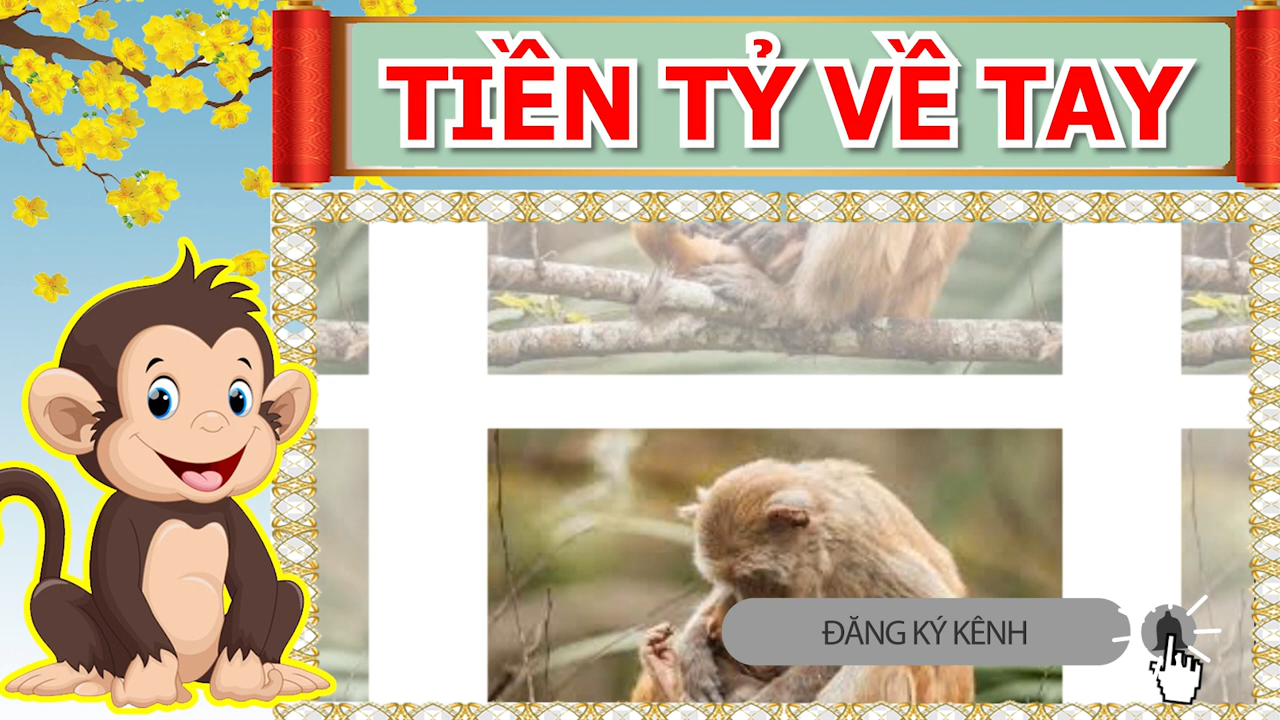 TIỀN TỶ VỀ TAY
ĐĂNG KÝ KÊNH